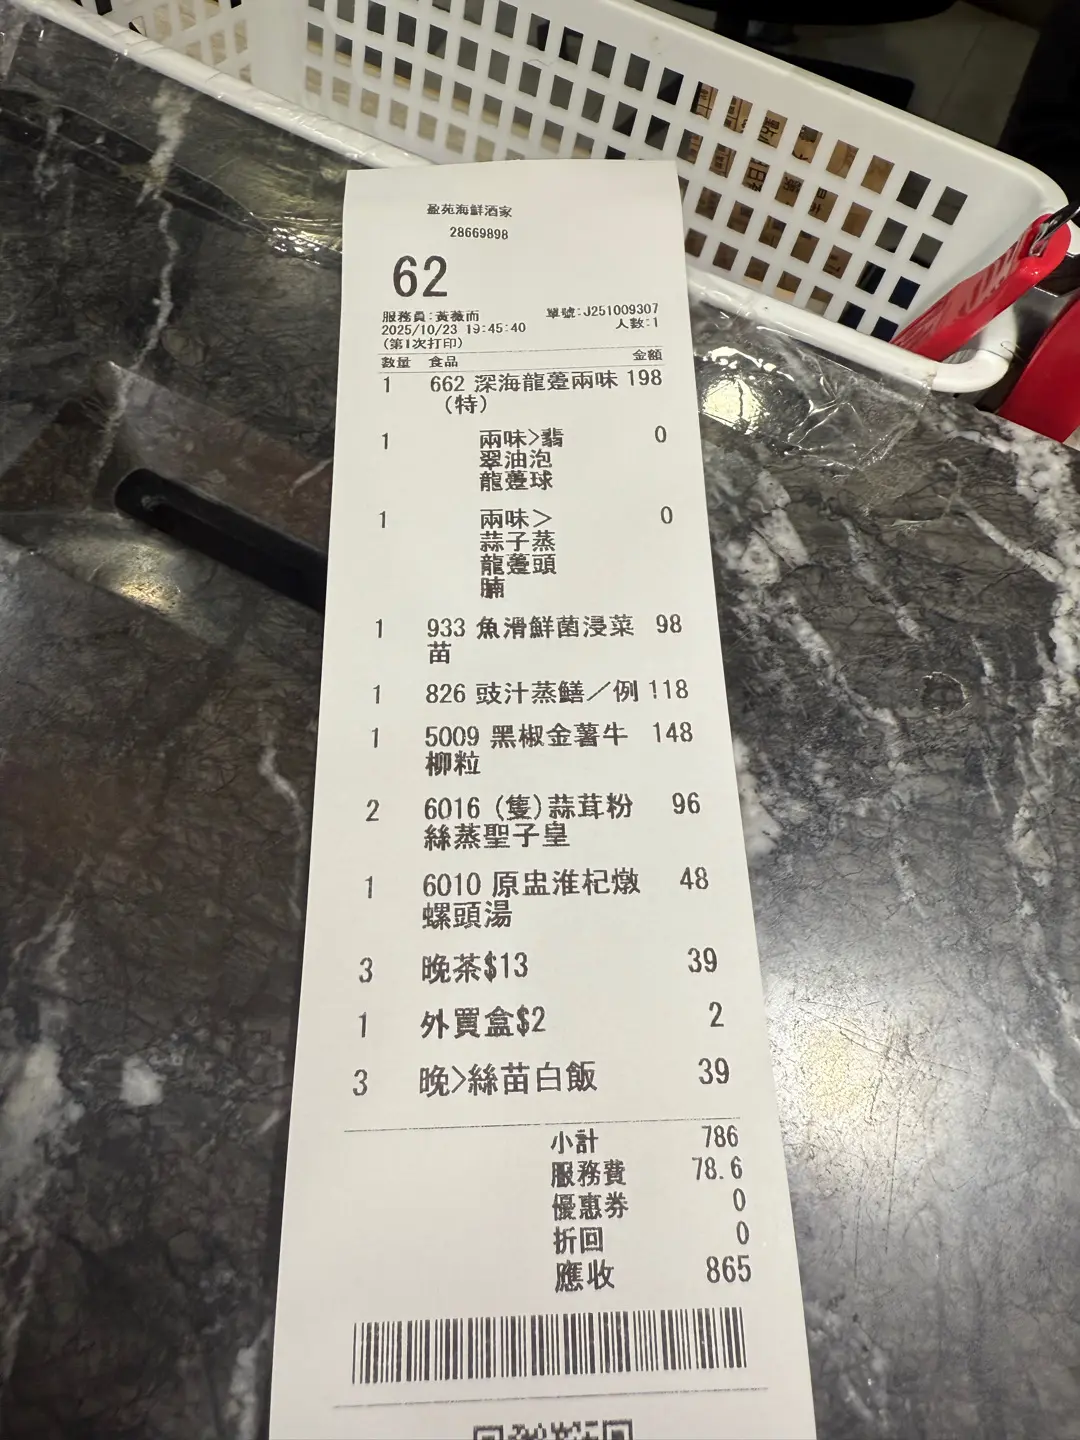 盈苑海鮮酒家
28669898
62
服務員:黃薇而 單號:J251009307
2025/10/23 19:45:40 人數:1
(第1次打印)
數量 食品 金額
1 662 深海龍躉兩味 198
(特)
1 兩味>翡 0
翠油泡
龍躉球
1 兩味> 0
蒜子蒸
龍躉頭
腩
1 933 魚滑鮮菌浸菜 98
苗
1 826 豉汁蒸鱔/例 118
1 5009 黑椒金薯牛 148
柳粒
2 6016 (隻)蒜茸粉 96
絲蒸聖子皇
1 6010 原盅淮杞燉 48
螺頭湯
3 晚茶$13 39
1 外買盒$2 2
3 晚>絲苗白飯 39
小計 786
服務費 78.6
優惠券 0
折回 0
應收 865